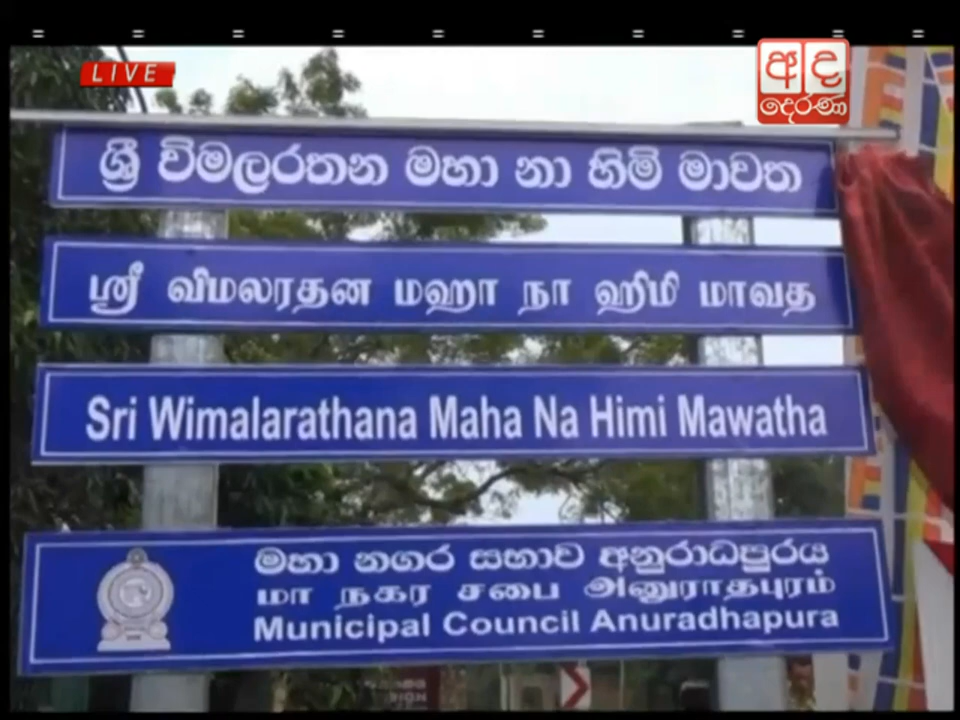 LIVE
අද
දෙරණ
ශ්‍රී විමලරතන මහා නා හිමි මාවත
ஸ்ரீ விமலரதன மஹா நா ஹிமி மாவத
Sri Wimalarathana Maha Na Himi Mawatha
මහා නගර සභාව අනුරාධපුරය
மா நகர சபை அனுராதபுரம்
Municipal Council Anuradhapura